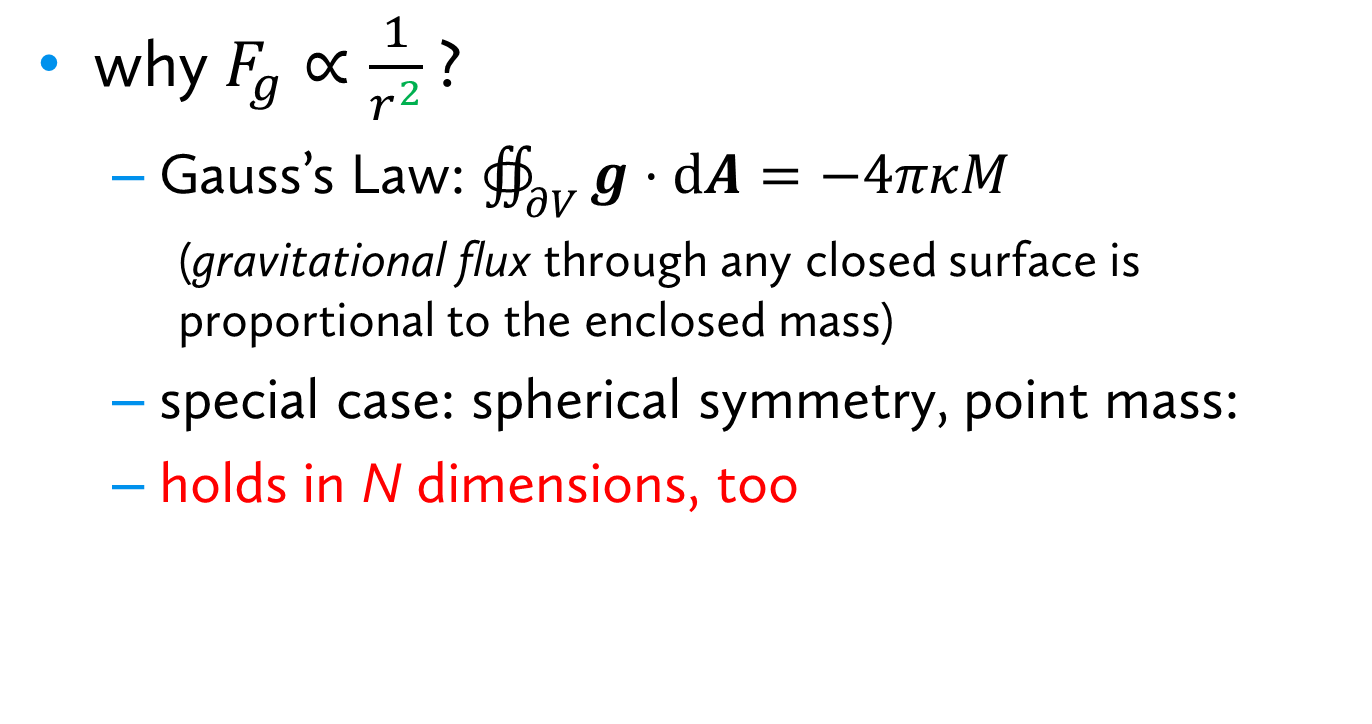 • why F_g ∝ 1/r² ?
– Gauss’s Law: ∯_∂V g · dA = −4πκM
(gravitational flux through any closed surface is
proportional to the enclosed mass)
– special case: spherical symmetry, point mass:
– holds in N dimensions, too